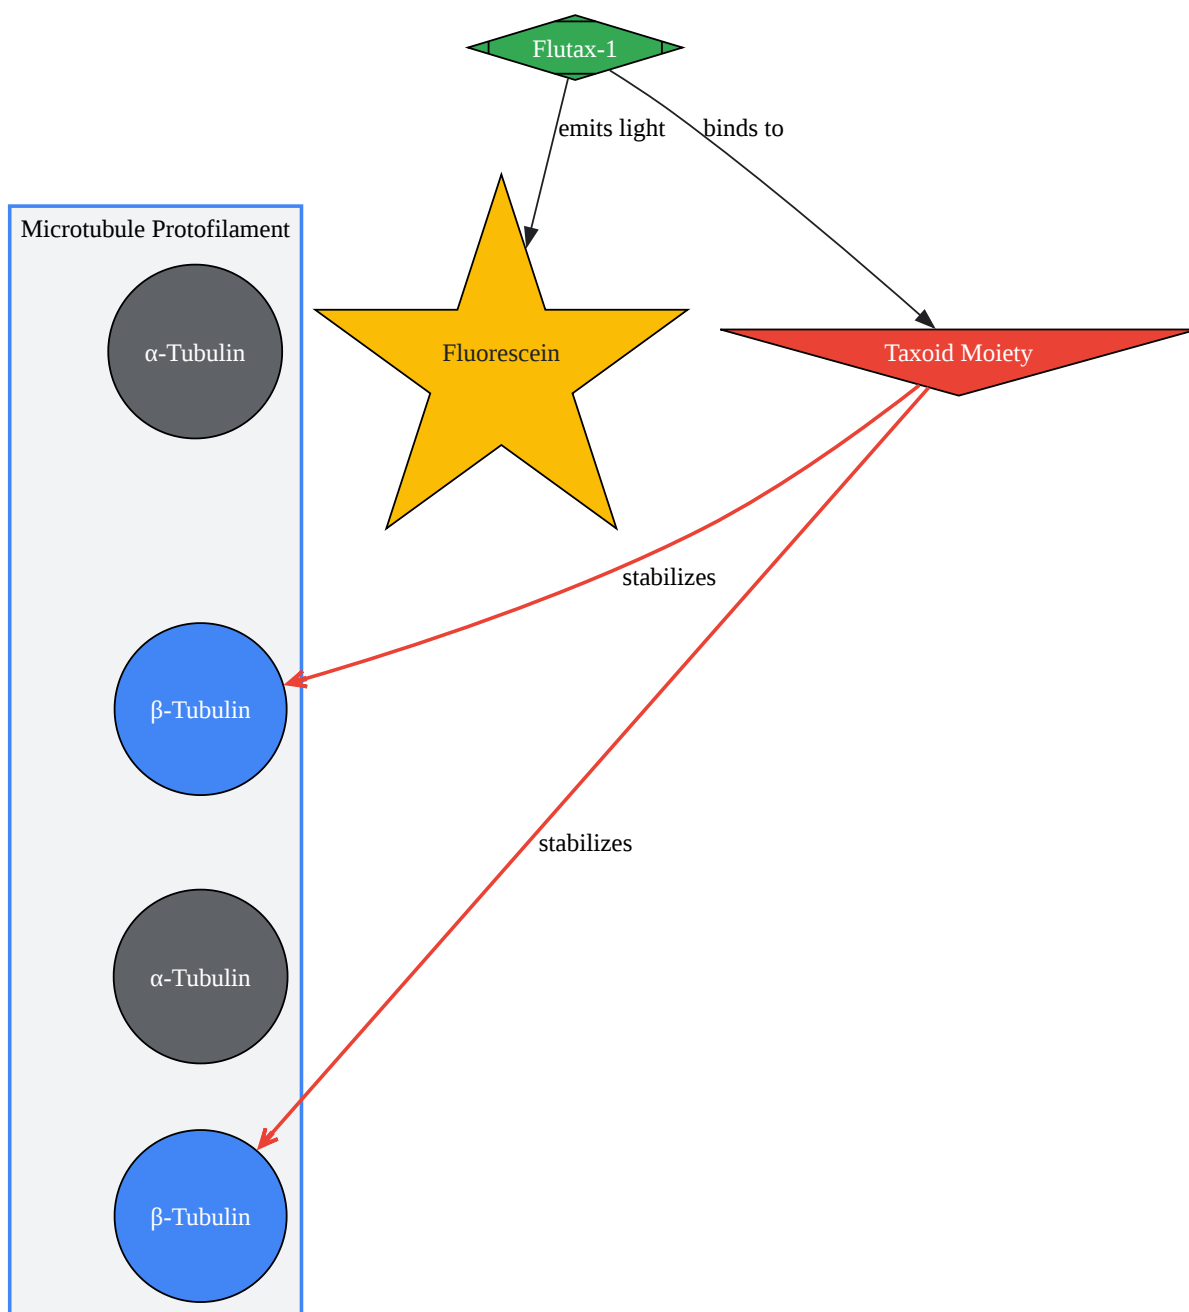 Flutax-1
emits light
binds to
Microtubule Protofilament
α-Tubulin
Fluorescein
Taxoid Moiety
stabilizes
β-Tubulin
stabilizes
α-Tubulin
β-Tubulin